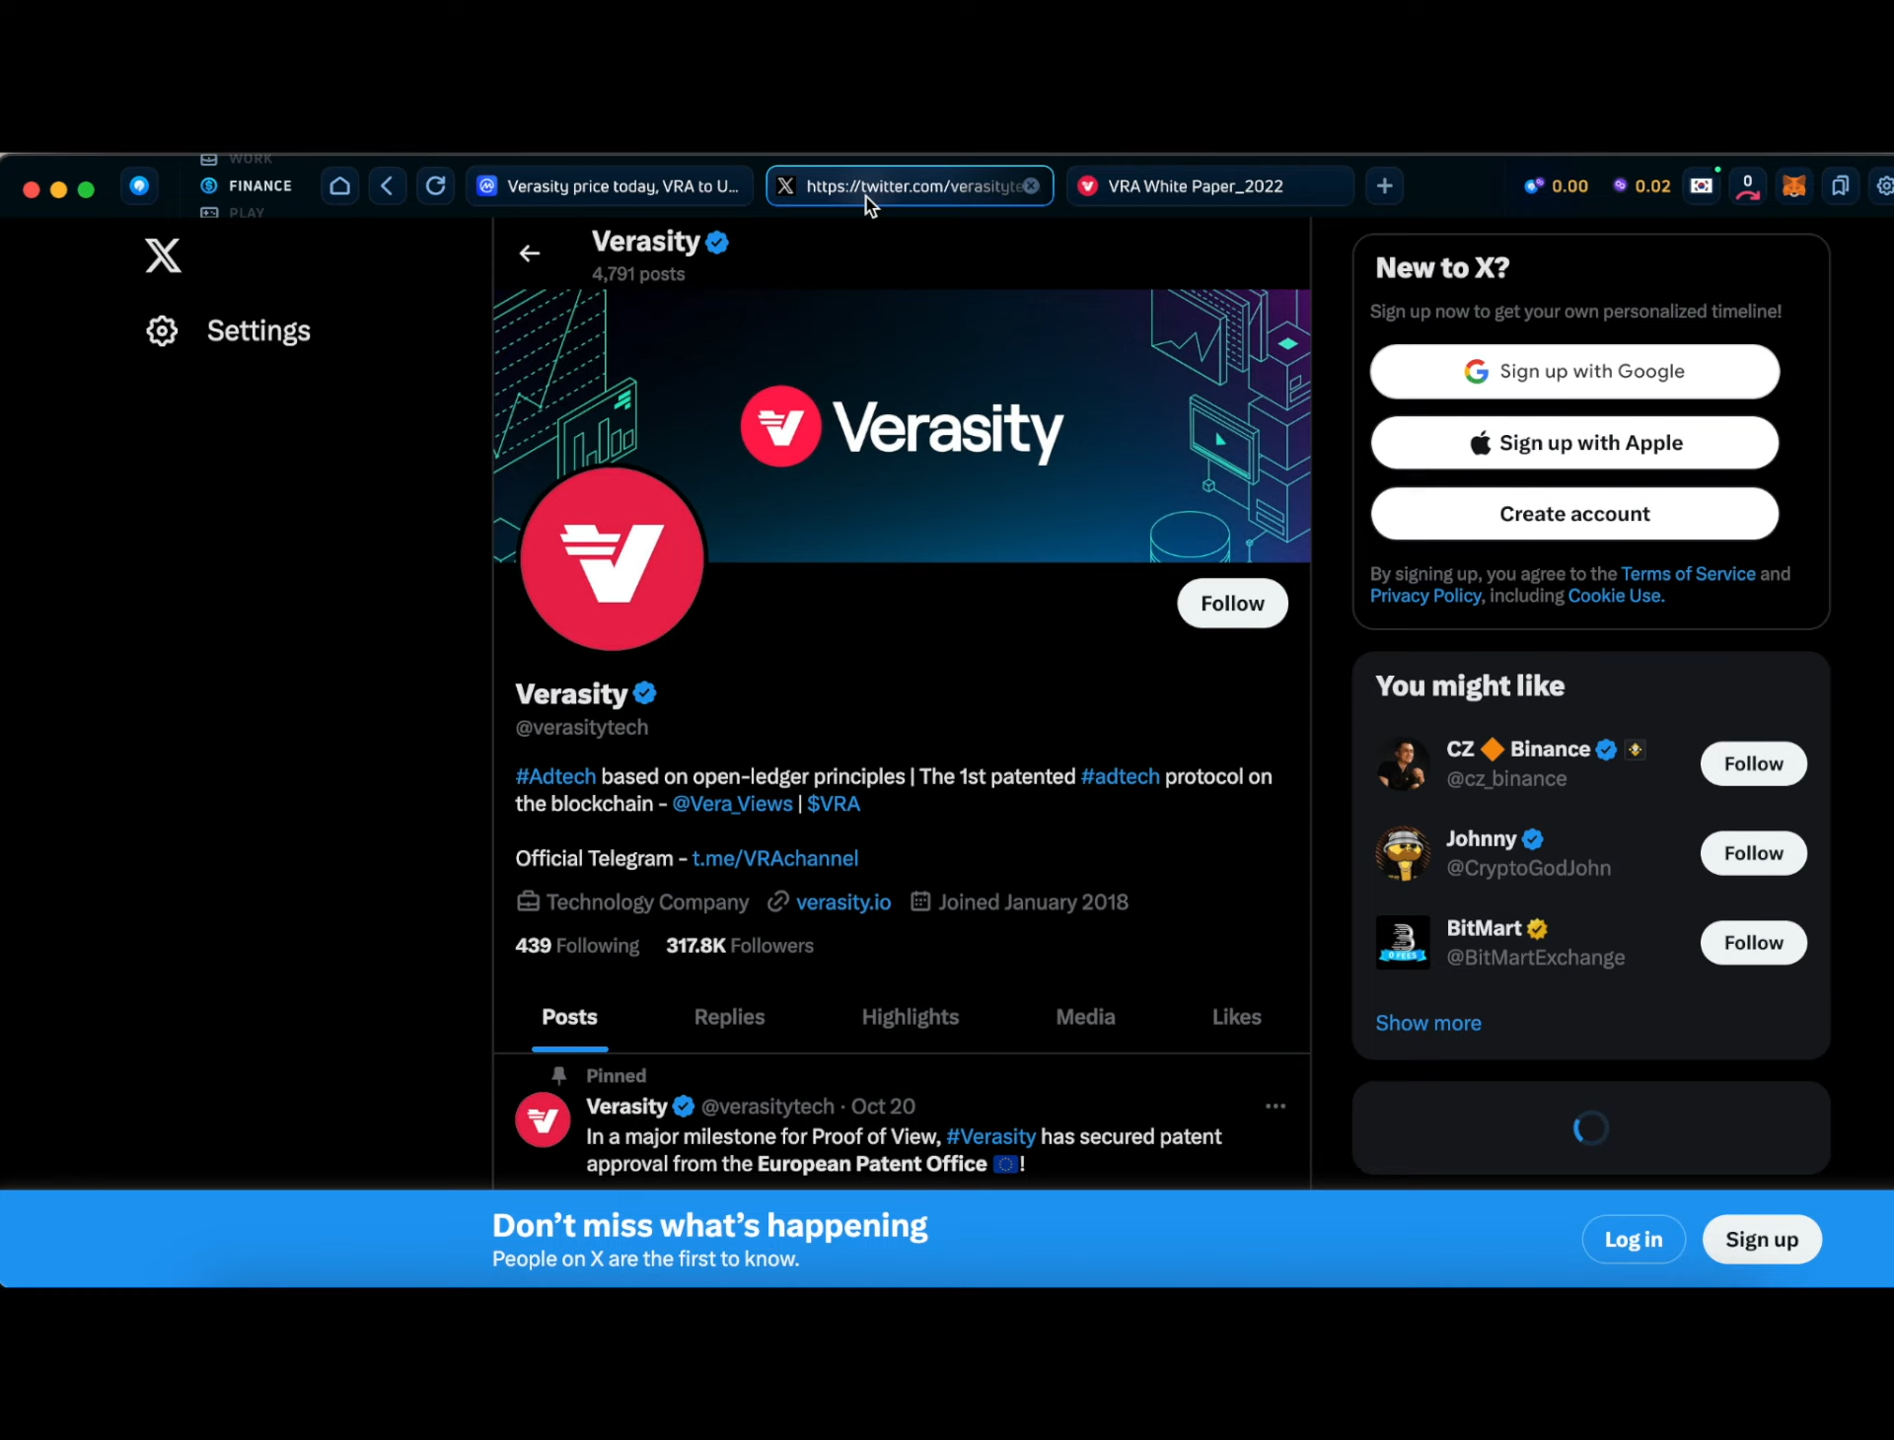 WORK
FINANCE
PLAY
Verasity price today, VRA to U...
https://twitter.com/verasityte
VRA White Paper_2022
0.00
0.02
0
Settings
Verasity
4,791 posts
Verasity
Follow
Verasity
@verasitytech
#Adtech based on open-ledger principles | The 1st patented #adtech protocol on
the blockchain - @Vera_Views | $VRA
Official Telegram - t.me/VRAchannel
Technology Company verasity.io Joined January 2018
439 Following 317.8K Followers
Posts Replies Highlights Media Likes
Pinned
Verasity @verasitytech · Oct 20
In a major milestone for Proof of View, #Verasity has secured patent
approval from the European Patent Office 🇪🇺!
New to X?
Sign up now to get your own personalized timeline!
Sign up with Google
Sign up with Apple
Create account
By signing up, you agree to the Terms of Service and
Privacy Policy, including Cookie Use.
You might like
CZ 🔶 Binance
@cz_binance
Follow
Johnny
@CryptoGodJohn
Follow
BitMart
@BitMartExchange
Follow
0 FEES
Show more
Don't miss what's happening
People on X are the first to know.
Log in
Sign up